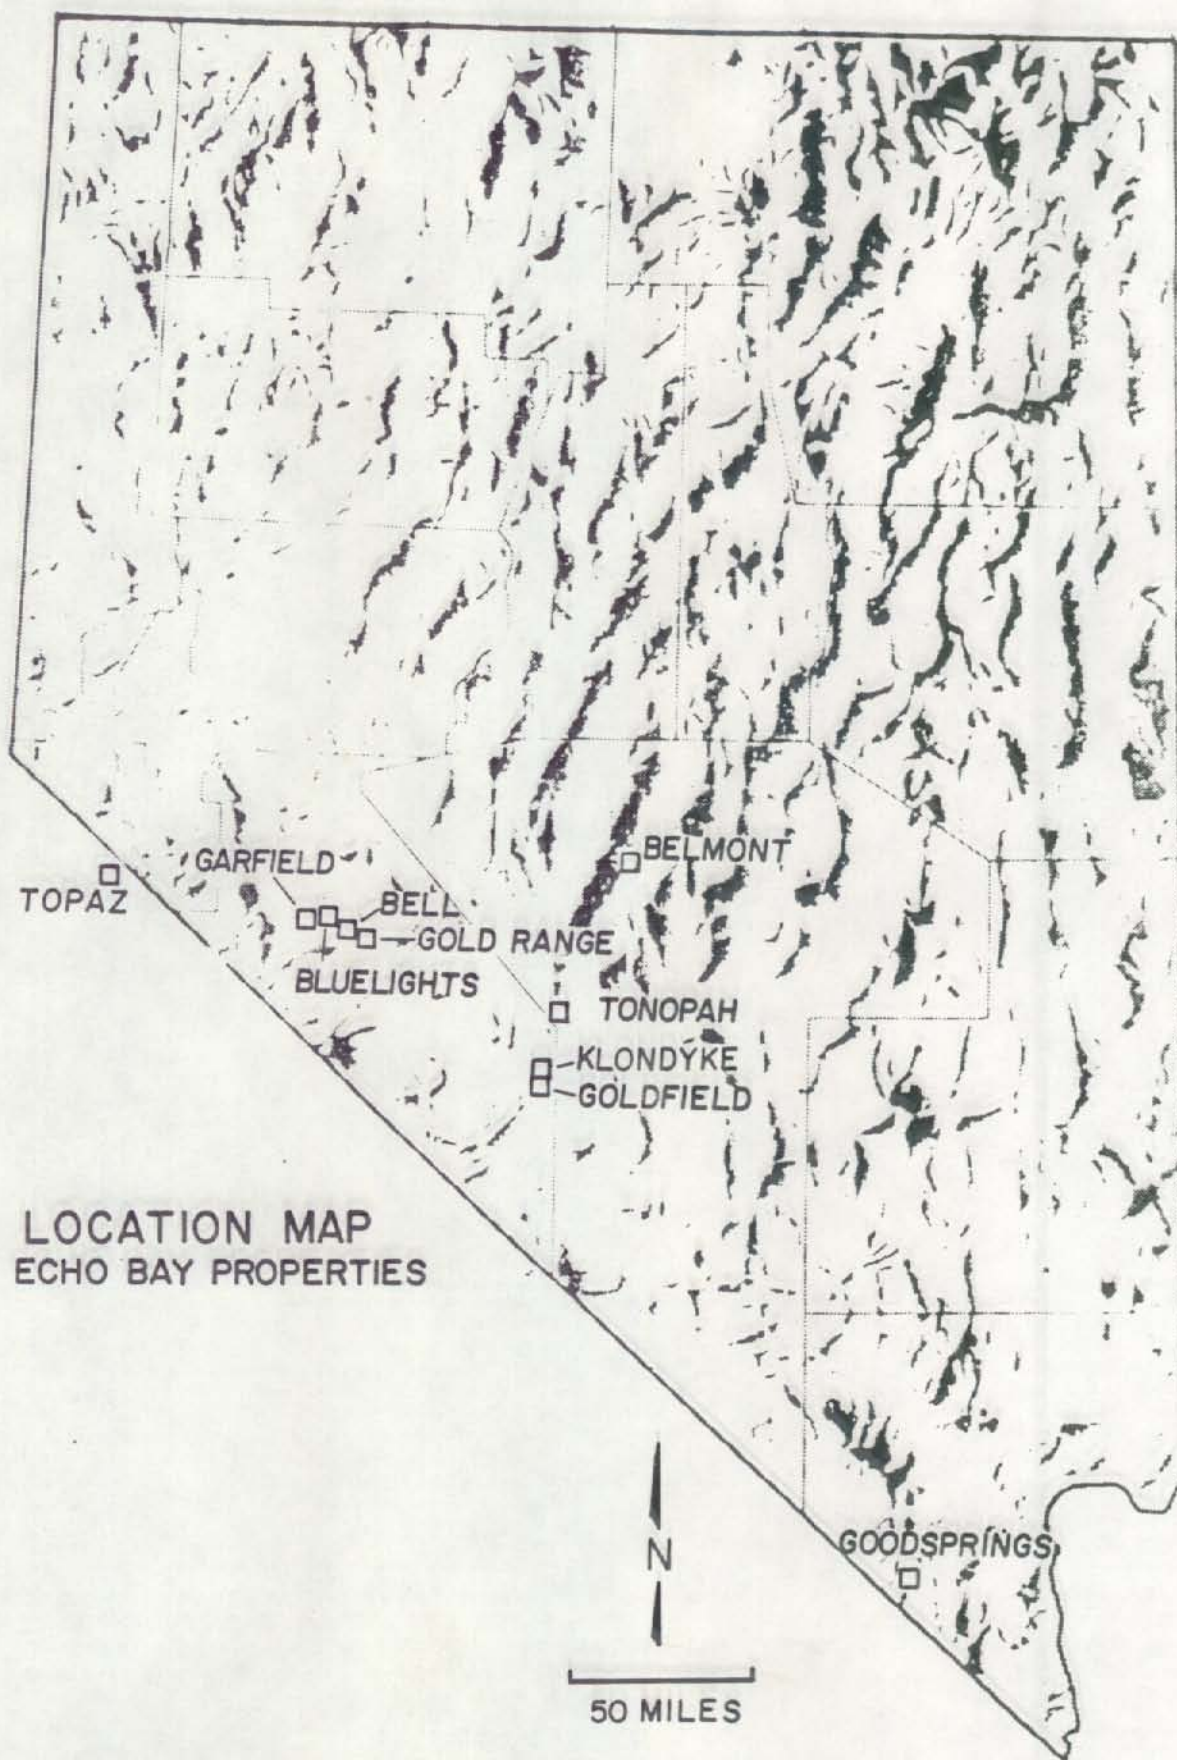 GARFIELD
BELMONT
TOPAZ
BELL
GOLD RANGE
BLUELIGHTS
TONOPAH
KLONDYKE
GOLDFIELD
LOCATION MAP
ECHO BAY PROPERTIES
GOODSPRINGS
N
50 MILES